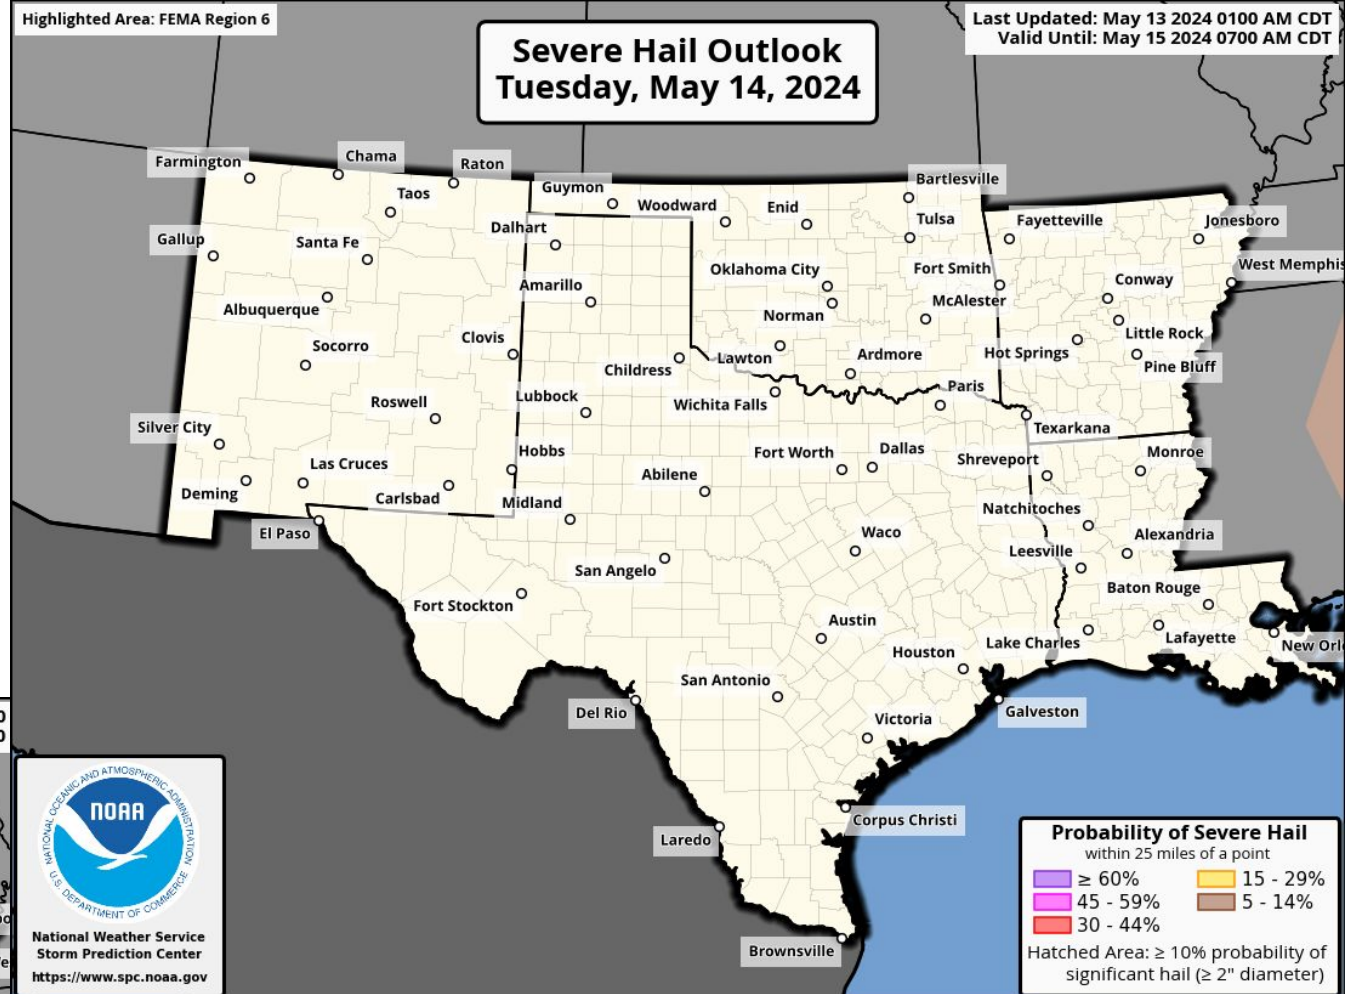 Highlighted Area: FEMA Region 6
Severe Hail Outlook
Tuesday, May 14, 2024
Last Updated: May 13 2024 0100 AM CDT
Valid Until: May 15 2024 0700 AM CDT
Farmington
Chama
Raton
Taos
Guymon
Woodward
Enid
Bartlesville
Tulsa
Fayetteville
Jonesboro
Gallup
Santa Fe
Dalhart
Oklahoma City
Fort Smith
West Memphis
Albuquerque
Amarillo
Norman
McAlester
Conway
Little Rock
Socorro
Clovis
Childress
Lawton
Ardmore
Hot Springs
Pine Bluff
Roswell
Lubbock
Wichita Falls
Paris
Texarkana
Silver City
Las Cruces
Hobbs
Abilene
Fort Worth
Dallas
Shreveport
Monroe
Deming
Carlsbad
Midland
Natchitoches
El Paso
San Angelo
Waco
Leesville
Alexandria
Fort Stockton
Austin
Baton Rouge
Houston
Lake Charles
Lafayette
New Orl
San Antonio
Del Rio
Victoria
Galveston
Laredo
Corpus Christi
Brownsville
NATIONAL OCEANIC AND ATMOSPHERIC ADMINISTRATION
NOAA
U.S. DEPARTMENT OF COMMERCE
National Weather Service
Storm Prediction Center
https://www.spc.noaa.gov
Probability of Severe Hail
within 25 miles of a point
≥ 60% 15 - 29%
45 - 59% 5 - 14%
30 - 44%
Hatched Area: ≥ 10% probability of
significant hail (≥ 2" diameter)